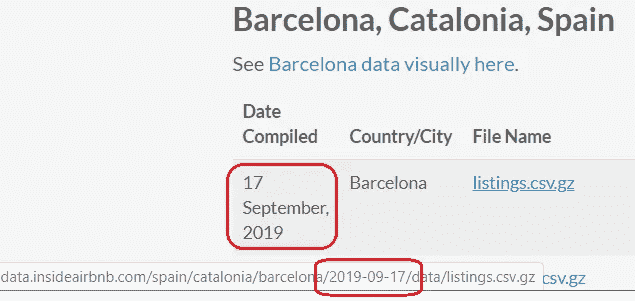 Barcelona, Catalonia, Spain
See Barcelona data visually here.
Date
Compiled Country/City File Name
17 Barcelona listings.csv.gz
September,
2019
data.insideairbnb.com/spain/catalonia/barcelona/2019-09-17/data/listings.csv.gz csv.gz